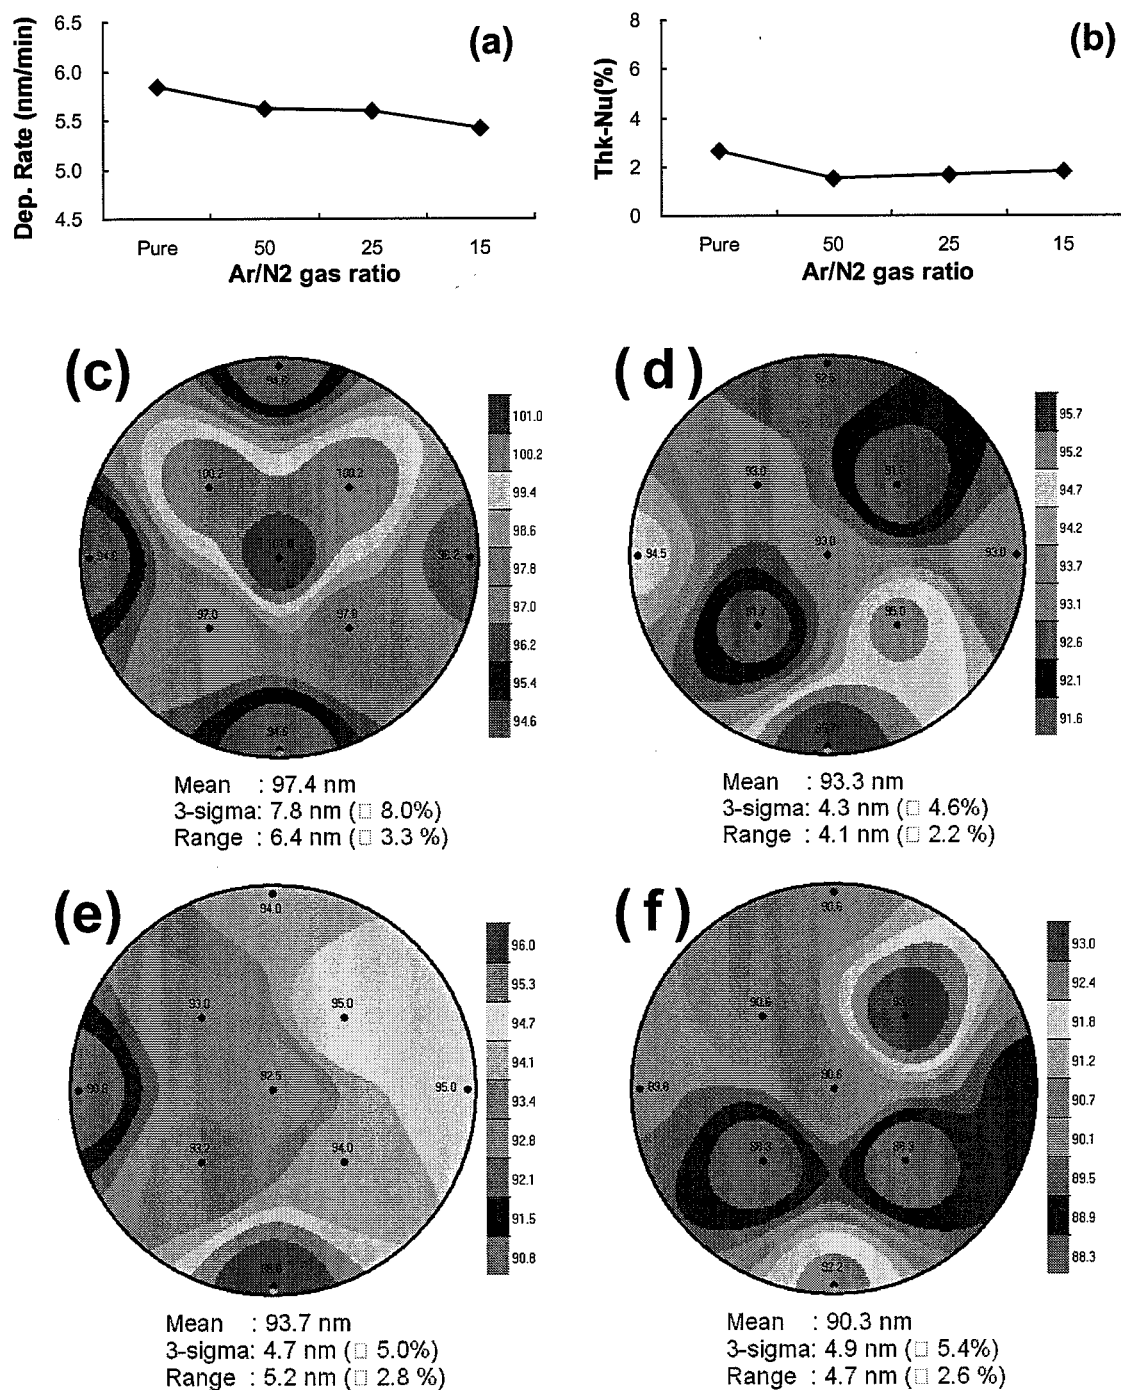 6.5
6.0
5.5
5.0
4.5
Dep. Rate (nm/min)
(a)
Pure 50 25 15
Ar/N2 gas ratio
8
6
4
2
0
Thk-Nu(%)
(b)
Pure 50 25 15
Ar/N2 gas ratio
(c)
100.2 100.2
97.0
101.0
100.2
99.4
98.6
97.8
97.0
96.2
95.4
94.6
Mean : 97.4 nm
3-sigma: 7.8 nm (□ 8.0%)
Range : 6.4 nm (□ 3.3 %)
(d)
93.0
94.5 93.0 93.0
95.0
95.7
95.2
94.7
94.2
93.7
93.1
92.6
92.1
91.6
Mean : 93.3 nm
3-sigma: 4.3 nm (□ 4.6%)
Range : 4.1 nm (□ 2.2 %)
(e)
94.0
93.0 95.0
92.5 95.0
93.2 94.0
96.0
95.3
94.7
94.1
93.4
92.8
92.1
91.5
90.8
Mean : 93.7 nm
3-sigma: 4.7 nm (□ 5.0%)
Range : 5.2 nm (□ 2.8 %)
(f)
90.6
90.6
89.8 90.6
92.2
93.0
92.4
91.8
91.2
90.7
90.1
89.5
88.9
88.3
Mean : 90.3 nm
3-sigma: 4.9 nm (□ 5.4%)
Range : 4.7 nm (□ 2.6 %)